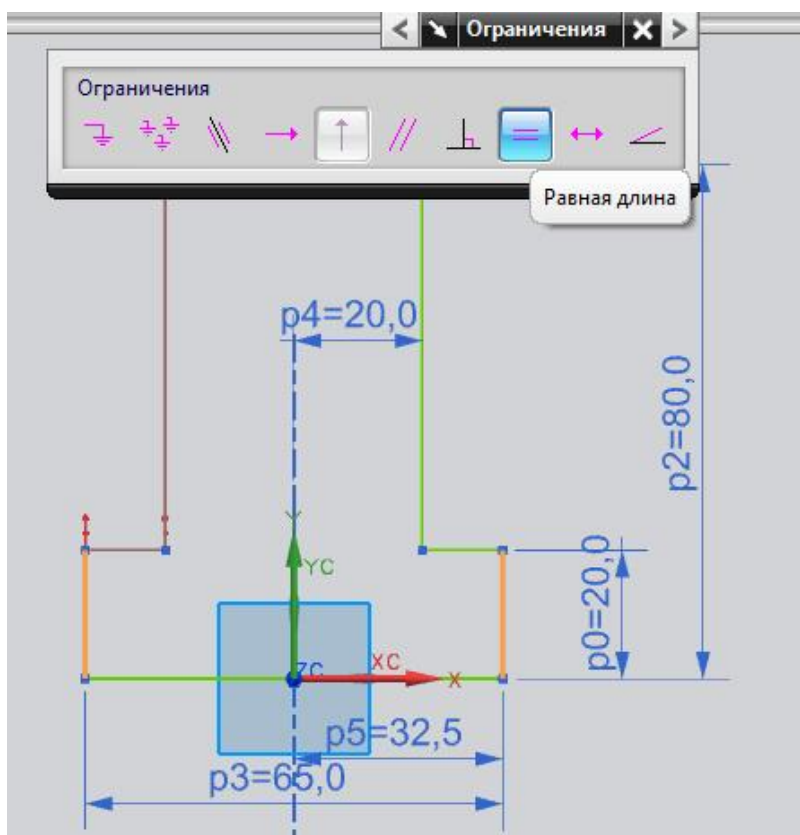 Ограничения
Ограничения
Равная длина
p4=20,0
p2=80,0
Y
YC
p0=20,0
XC
ZC
X
p5=32,5
p3=65,0